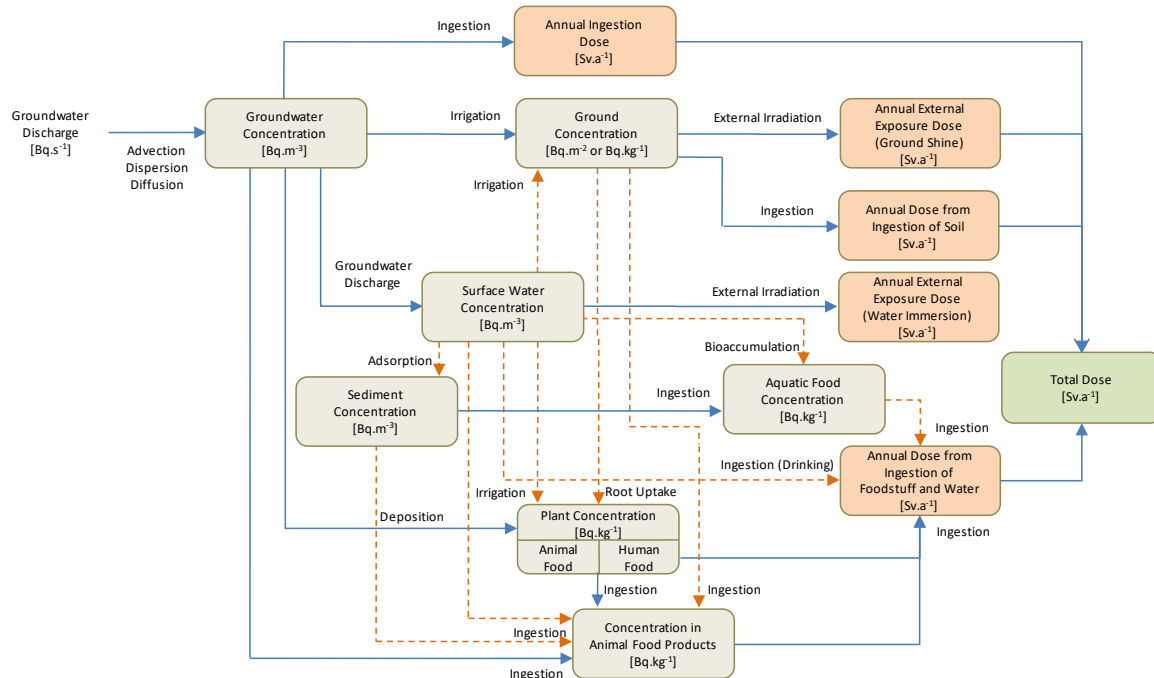 Ingestion
Annual Ingestion
Dose
[Sv.a⁻¹]
Groundwater
Discharge
[Bq.s⁻¹]
Advection
Dispersion
Diffusion
Groundwater
Concentration
[Bq.m⁻³]
Irrigation
Ground
Concentration
[Bq.m⁻² or Bq.kg⁻¹]
External Irradiation
Annual External
Exposure Dose
(Ground Shine)
[Sv.a⁻¹]
Irrigation
Ingestion
Annual Dose from
Ingestion of Soil
[Sv.a⁻¹]
Groundwater
Discharge
Surface Water
Concentration
[Bq.m⁻³]
External Irradiation
Annual External
Exposure Dose
(Water Immersion)
[Sv.a⁻¹]
Adsorption
Bioaccumulation
Sediment
Concentration
[Bq.m⁻³]
Ingestion
Aquatic Food
Concentration
[Bq.kg⁻¹]
Total Dose
[Sv.a⁻¹]
Ingestion
Ingestion (Drinking)
Annual Dose from
Ingestion of
Foodstuff and Water
[Sv.a⁻¹]
Irrigation
Root Uptake
Deposition
Plant Concentration
[Bq.kg⁻¹]
Animal
Food
Human
Food
Ingestion
Ingestion
Ingestion
Ingestion
Concentration in
Animal Food Products
[Bq.kg⁻¹]
Ingestion